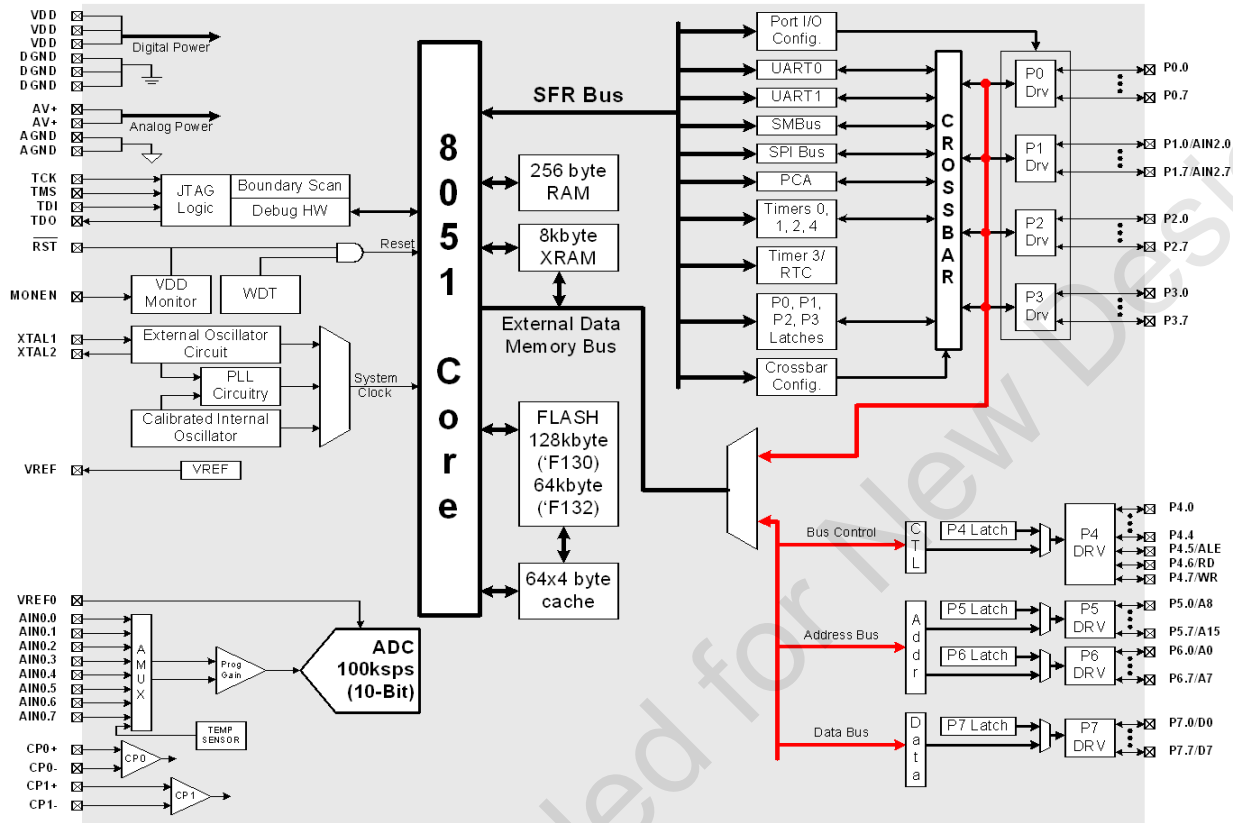 VDD
VDD
VDD
Digital Power
DGND
DGND
DGND
AV+
AV+
Analog Power
AGND
AGND
TCK
TMS
TDI
TDO
JTAG
Logic
Boundary Scan
Debug HW
RST
Reset
MONEN
VDD
Monitor
WDT
XTAL1
XTAL2
External Oscillator
Circuit
PLL
Circuitry
Calibrated Internal
Oscillator
System
Clock
VREF
VREF
VREF0
AIN0.0
AIN0.1
AIN0.2
AIN0.3
AIN0.4
AIN0.5
AIN0.6
AIN0.7
AMUX
Prog
Gain
ADC
100ksps
(10-Bit)
TEMP
SENSOR
CP0+
CP0-
CP0
CP1+
CP1-
CP1
8051 Core
SFR Bus
256 byte
RAM
8kbyte
XRAM
External Data
Memory Bus
FLASH
128kbyte
('F130)
64kbyte
('F132)
64x4 byte
cache
Port I/O
Config.
UART0
UART1
SMBus
SPI Bus
PCA
Timers 0,
1, 2, 4
Timer 3/
RTC
P0, P1,
P2, P3
Latches
Crossbar
Config.
CROSSBAR
P0
Drv
P1
Drv
P2
Drv
P3
Drv
P0.0
P0.7
P1.0/AIN2.0
P1.7/AIN2.7
P2.0
P2.7
P3.0
P3.7
Bus Control
CTL
P4 Latch
P4
DRV
P4.0
P4.4
P4.5/ALE
P4.6/RD
P4.7/WR
Address Bus
Addr
P5 Latch
P5
DRV
P5.0/A8
P5.7/A15
P6 Latch
P6
DRV
P6.0/A0
P6.7/A7
Data Bus
Data
P7 Latch
P7
DRV
P7.0/D0
P7.7/D7
ed for New Desi